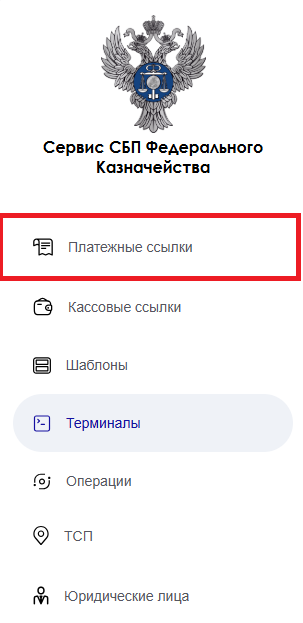 Сервис СБП Федерального
Казначейства
Платежные ссылки
Кассовые ссылки
Шаблоны
Терминалы
Операции
ТСП
Юридические лица